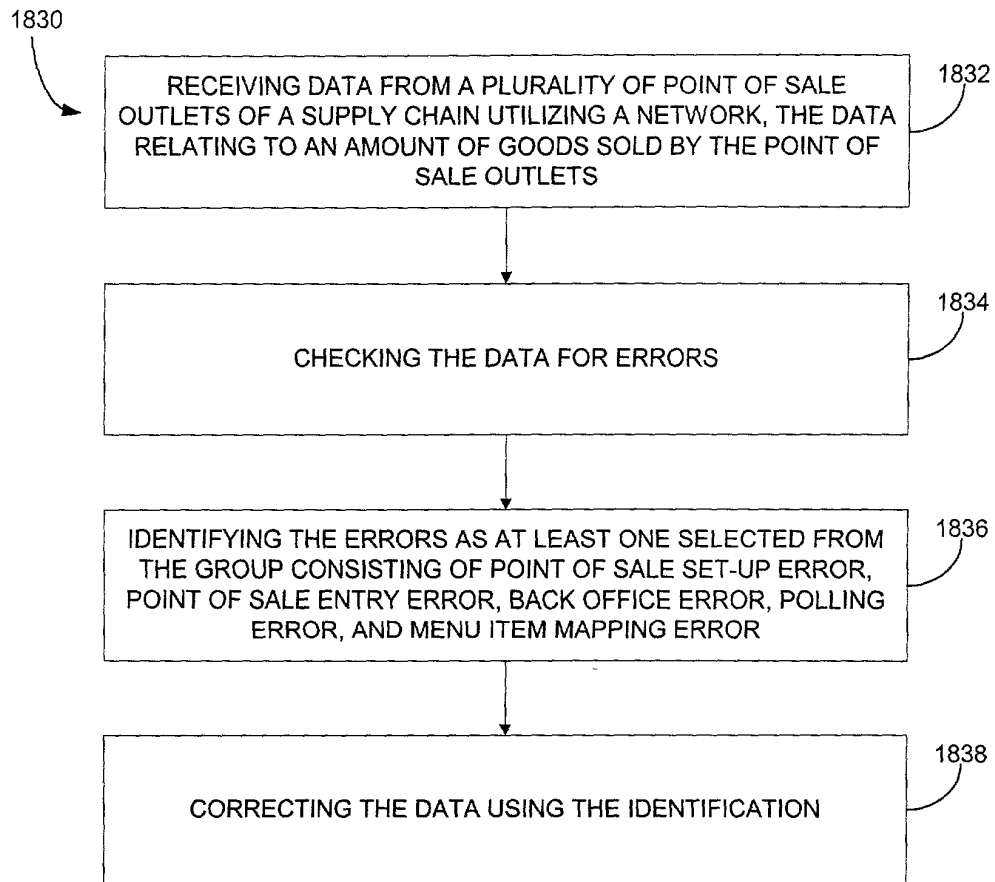 1830
RECEIVING DATA FROM A PLURALITY OF POINT OF SALE
OUTLETS OF A SUPPLY CHAIN UTILIZING A NETWORK, THE DATA
RELATING TO AN AMOUNT OF GOODS SOLD BY THE POINT OF
SALE OUTLETS
1832
CHECKING THE DATA FOR ERRORS
1834
IDENTIFYING THE ERRORS AS AT LEAST ONE SELECTED FROM
THE GROUP CONSISTING OF POINT OF SALE SET-UP ERROR,
POINT OF SALE ENTRY ERROR, BACK OFFICE ERROR, POLLING
ERROR, AND MENU ITEM MAPPING ERROR
1836
CORRECTING THE DATA USING THE IDENTIFICATION
1838